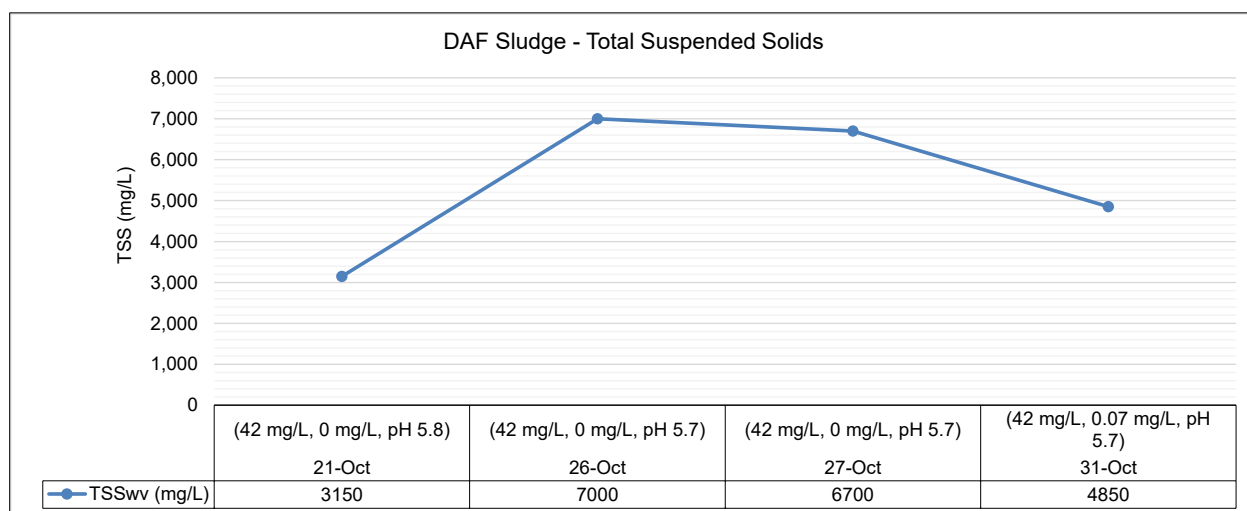 DAF Sludge - Total Suspended Solids
8,000
7,000
6,000
5,000
4,000
3,000
2,000
1,000
0
TSS (mg/L)
(42 mg/L, 0 mg/L, pH 5.8) (42 mg/L, 0 mg/L, pH 5.7) (42 mg/L, 0 mg/L, pH 5.7) (42 mg/L, 0.07 mg/L, pH
5.7)
21-Oct 26-Oct 27-Oct 31-Oct
TSSwv (mg/L) 3150 7000 6700 4850